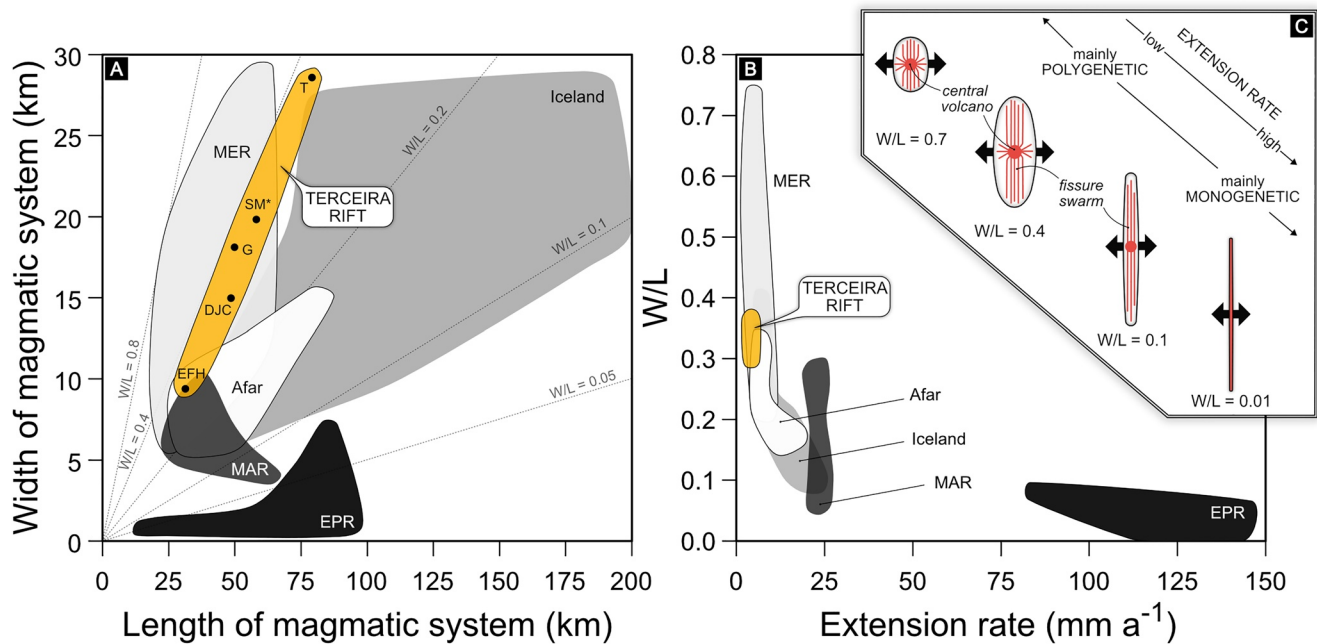 A
30
25
20
15
10
5
0
Width of magmatic system (km)
0
25
50
75
100
125
150
175
200
Length of magmatic system (km)
W/L = 0.8
W/L = 0.4
W/L = 0.2
W/L = 0.1
W/L = 0.05
MER
T
SM*
G
DJC
EFH
TERCEIRA
RIFT
Iceland
Afar
MAR
EPR
B
0.8
0.7
0.6
0.5
0.4
0.3
0.2
0.1
0.0
W/L
0
25
50
75
100
125
150
Extension rate (mm a⁻¹)
MER
TERCEIRA
RIFT
Afar
Iceland
MAR
EPR
C
mainly
POLYGENETIC
low
EXTENSION RATE
high
mainly
MONOGENETIC
central
volcano
fissure
swarm
W/L = 0.7
W/L = 0.4
W/L = 0.1
W/L = 0.01